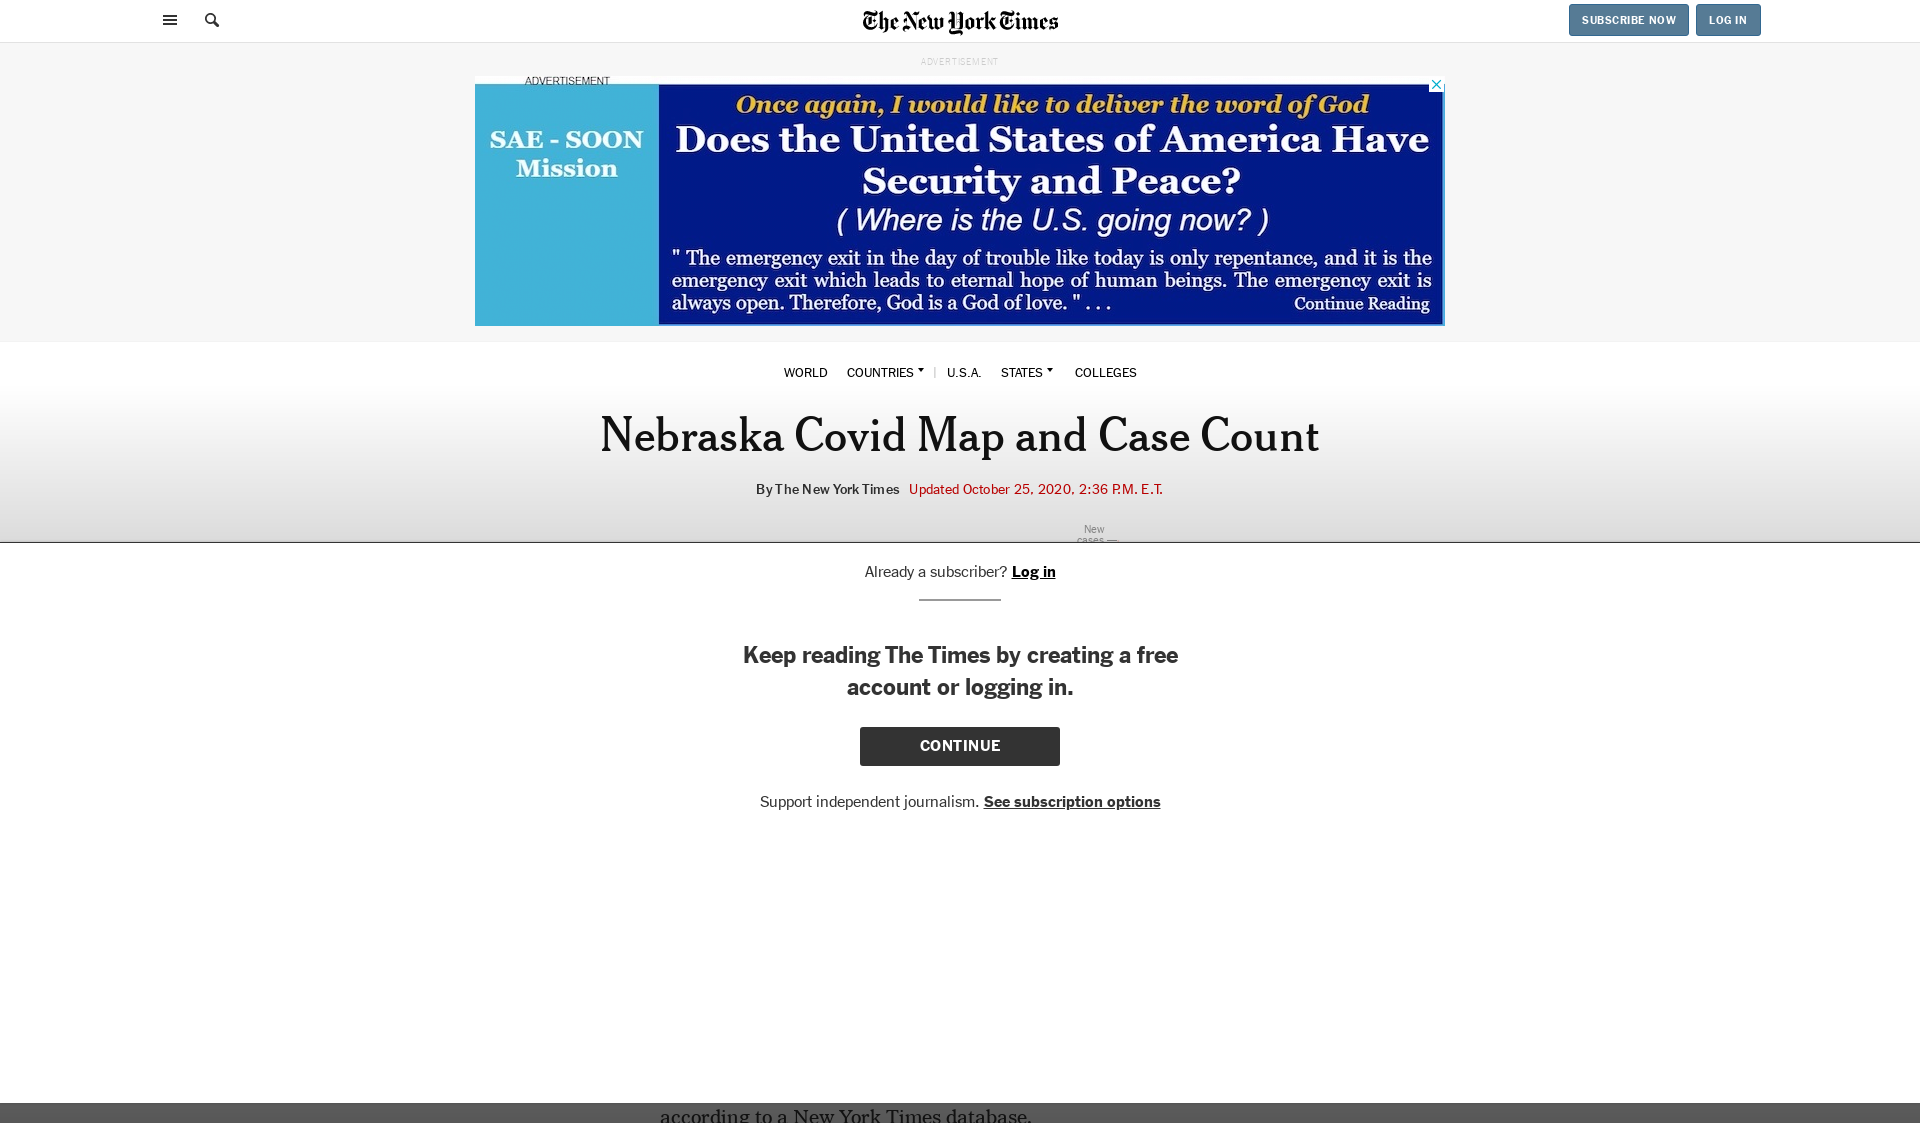 The New York Times
SUBSCRIBE NOW
LOG IN
ADVERTISEMENT
ADVERTISEMENT
SAE - SOON
Mission
Once again, I would like to deliver the word of God
Does the United States of America Have
Security and Peace?
( Where is the U.S. going now? )
" The emergency exit in the day of trouble like today is only repentance, and it is the
emergency exit which leads to eternal hope of human beings. The emergency exit is
always open. Therefore, God is a God of love. " . . .
Continue Reading
WORLD COUNTRIES | U.S.A. STATES COLLEGES
Nebraska Covid Map and Case Count
By The New York Times Updated October 25, 2020, 2:36 P.M. E.T.
New
cases —
Already a subscriber? Log in
Keep reading The Times by creating a free
account or logging in.
CONTINUE
Support independent journalism. See subscription options
according to a New York Times database.